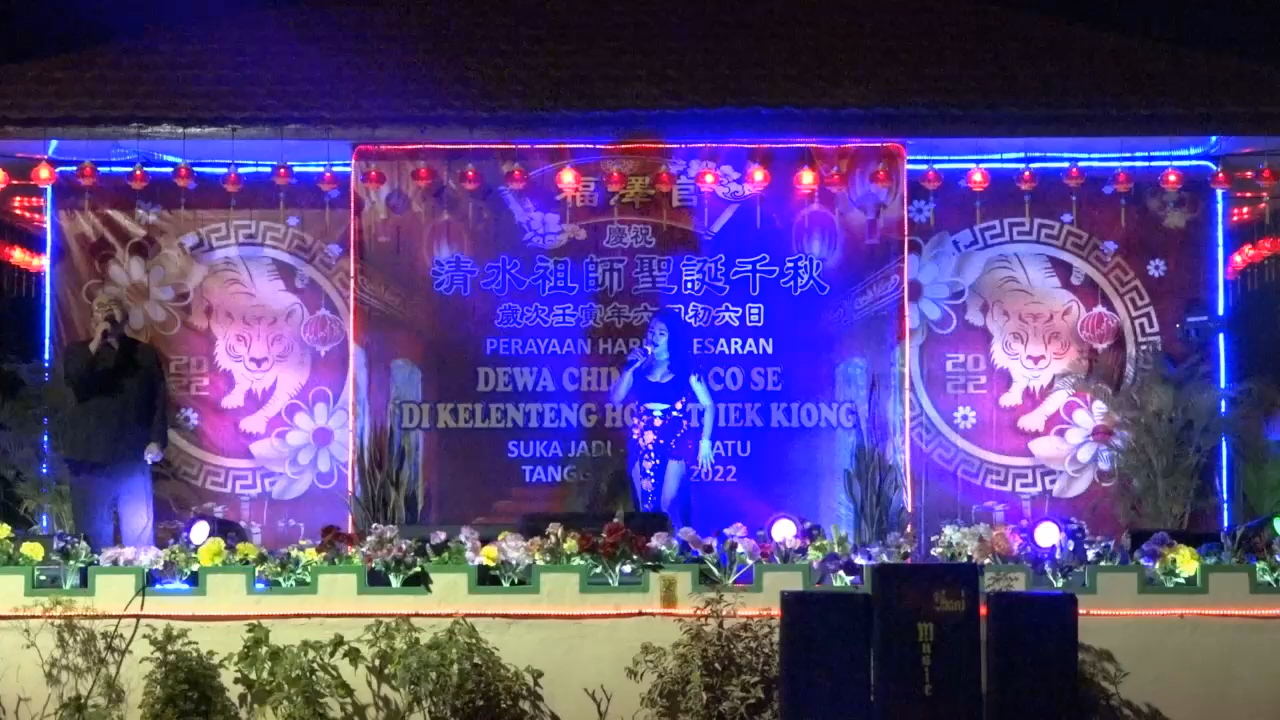 福澤宮
慶祝
清水祖師聖誕千秋
歲次壬寅年六月初六日
PERAYAAN HARI ESARAN
DEWA CHIN CO SE
DI KELENTENG HO TJIEK KIONG
SUKA JADI - ATU
TANG 2022
2022
2022
Yhani
Music